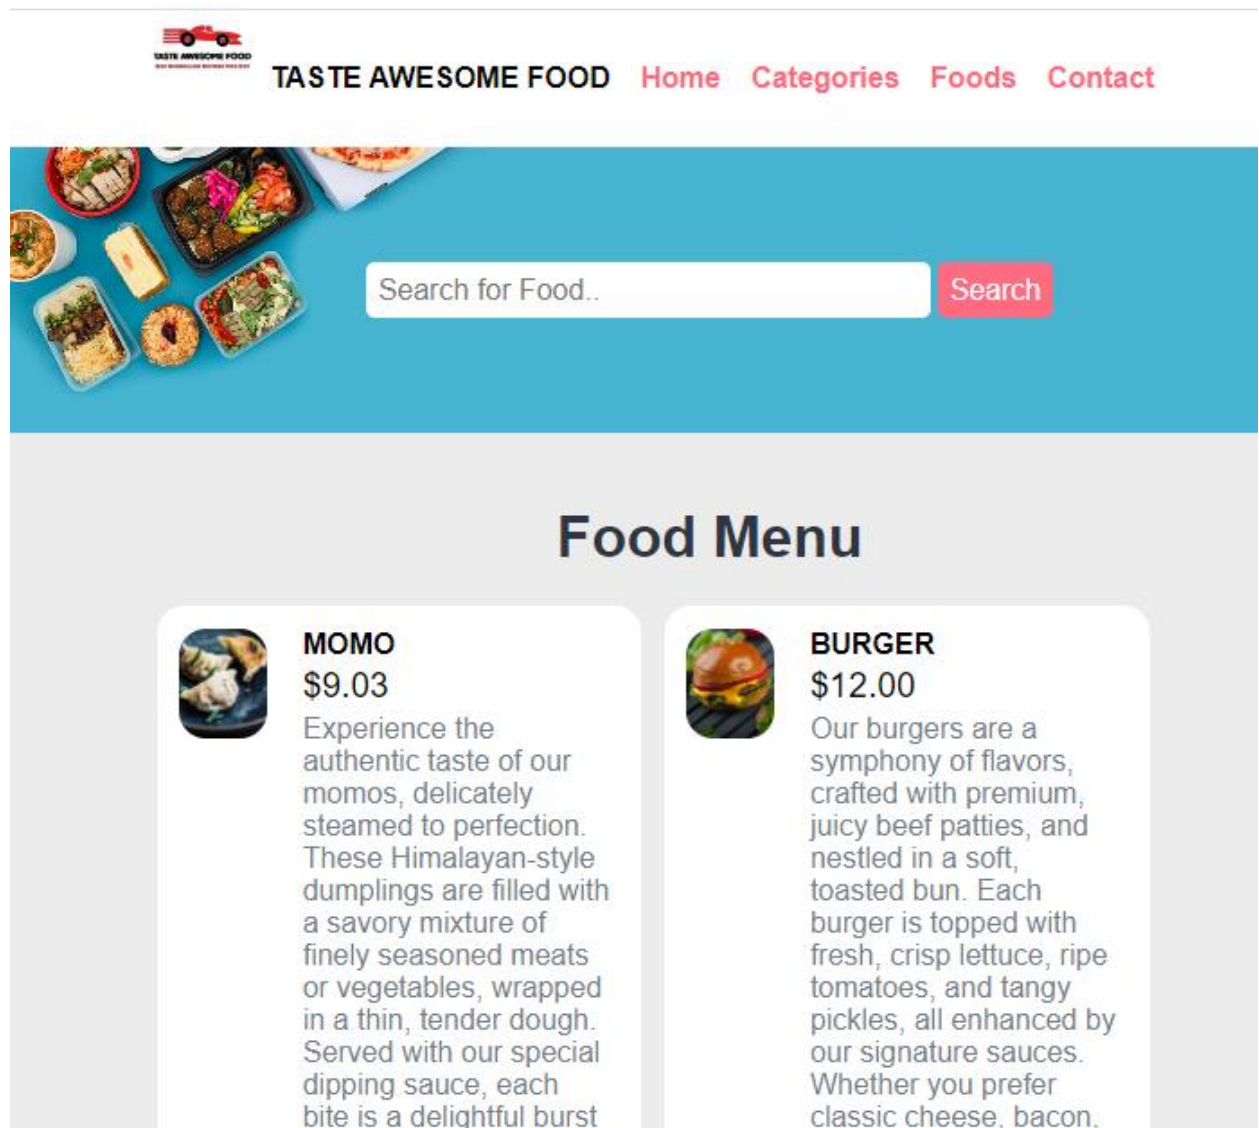 TASTE AWESOME FOOD
TASTE AWESOME FOOD Home Categories Foods Contact
Search for Food.. Search
Food Menu
MOMO
$9.03
Experience the
authentic taste of our
momos, delicately
steamed to perfection.
These Himalayan-style
dumplings are filled with
a savory mixture of
finely seasoned meats
or vegetables, wrapped
in a thin, tender dough.
Served with our special
dipping sauce, each
bite is a delightful burst
BURGER
$12.00
Our burgers are a
symphony of flavors,
crafted with premium,
juicy beef patties, and
nestled in a soft,
toasted bun. Each
burger is topped with
fresh, crisp lettuce, ripe
tomatoes, and tangy
pickles, all enhanced by
our signature sauces.
Whether you prefer
classic cheese, bacon,